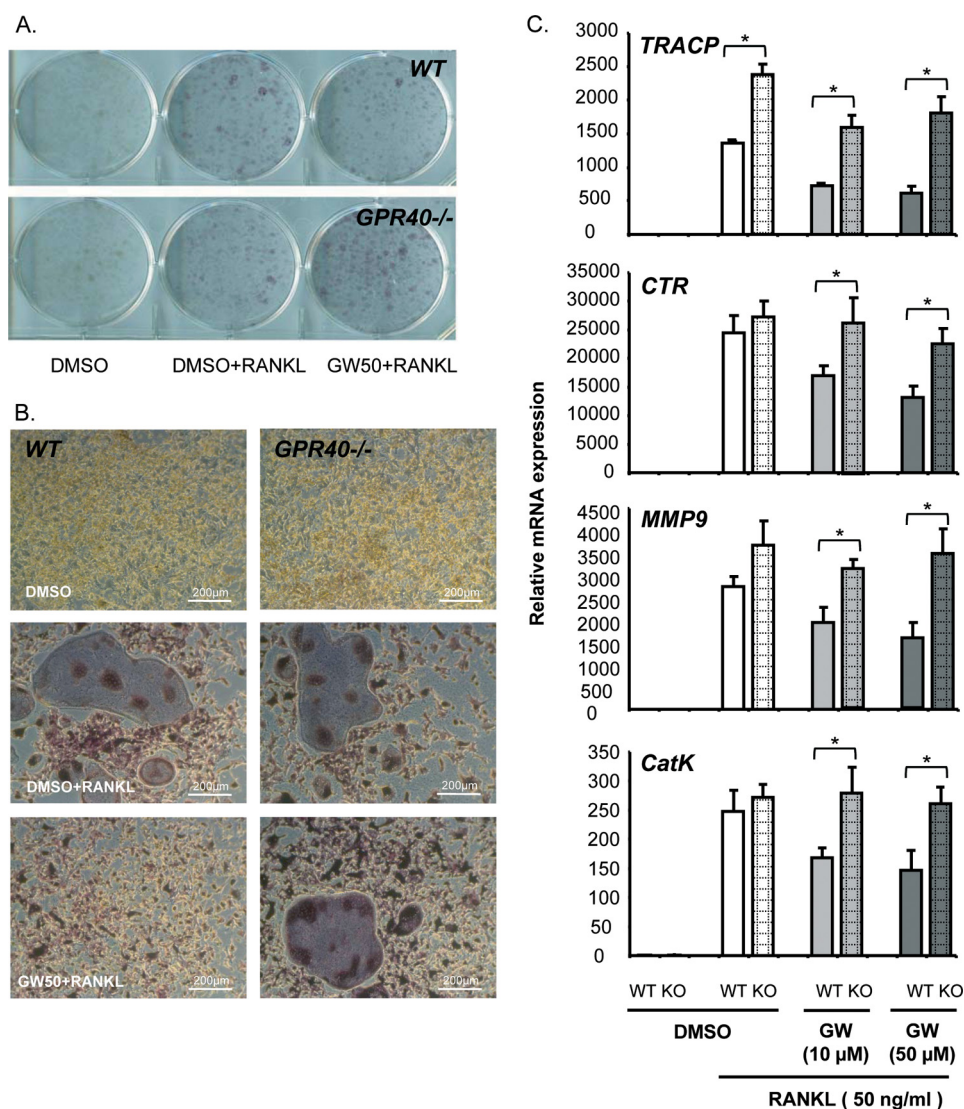 A.
WT
GPR40-/-
DMSO
DMSO+RANKL
GW50+RANKL
B.
WT
GPR40-/-
DMSO
200µm
200µm
DMSO+RANKL
200µm
200µm
GW50+RANKL
200µm
200µm
C.
Relative mRNA expression
TRACP
3000
2500
2000
1500
1000
500
0
*
*
*
CTR
35000
30000
25000
20000
15000
10000
5000
0
*
*
MMP9
4500
4000
3500
3000
2500
2000
1500
1000
500
0
*
*
CatK
350
300
250
200
150
100
50
0
*
*
WT KO WT KO WT KO WT KO
DMSO GW GW
(10 µM) (50 µM)
RANKL ( 50 ng/ml )